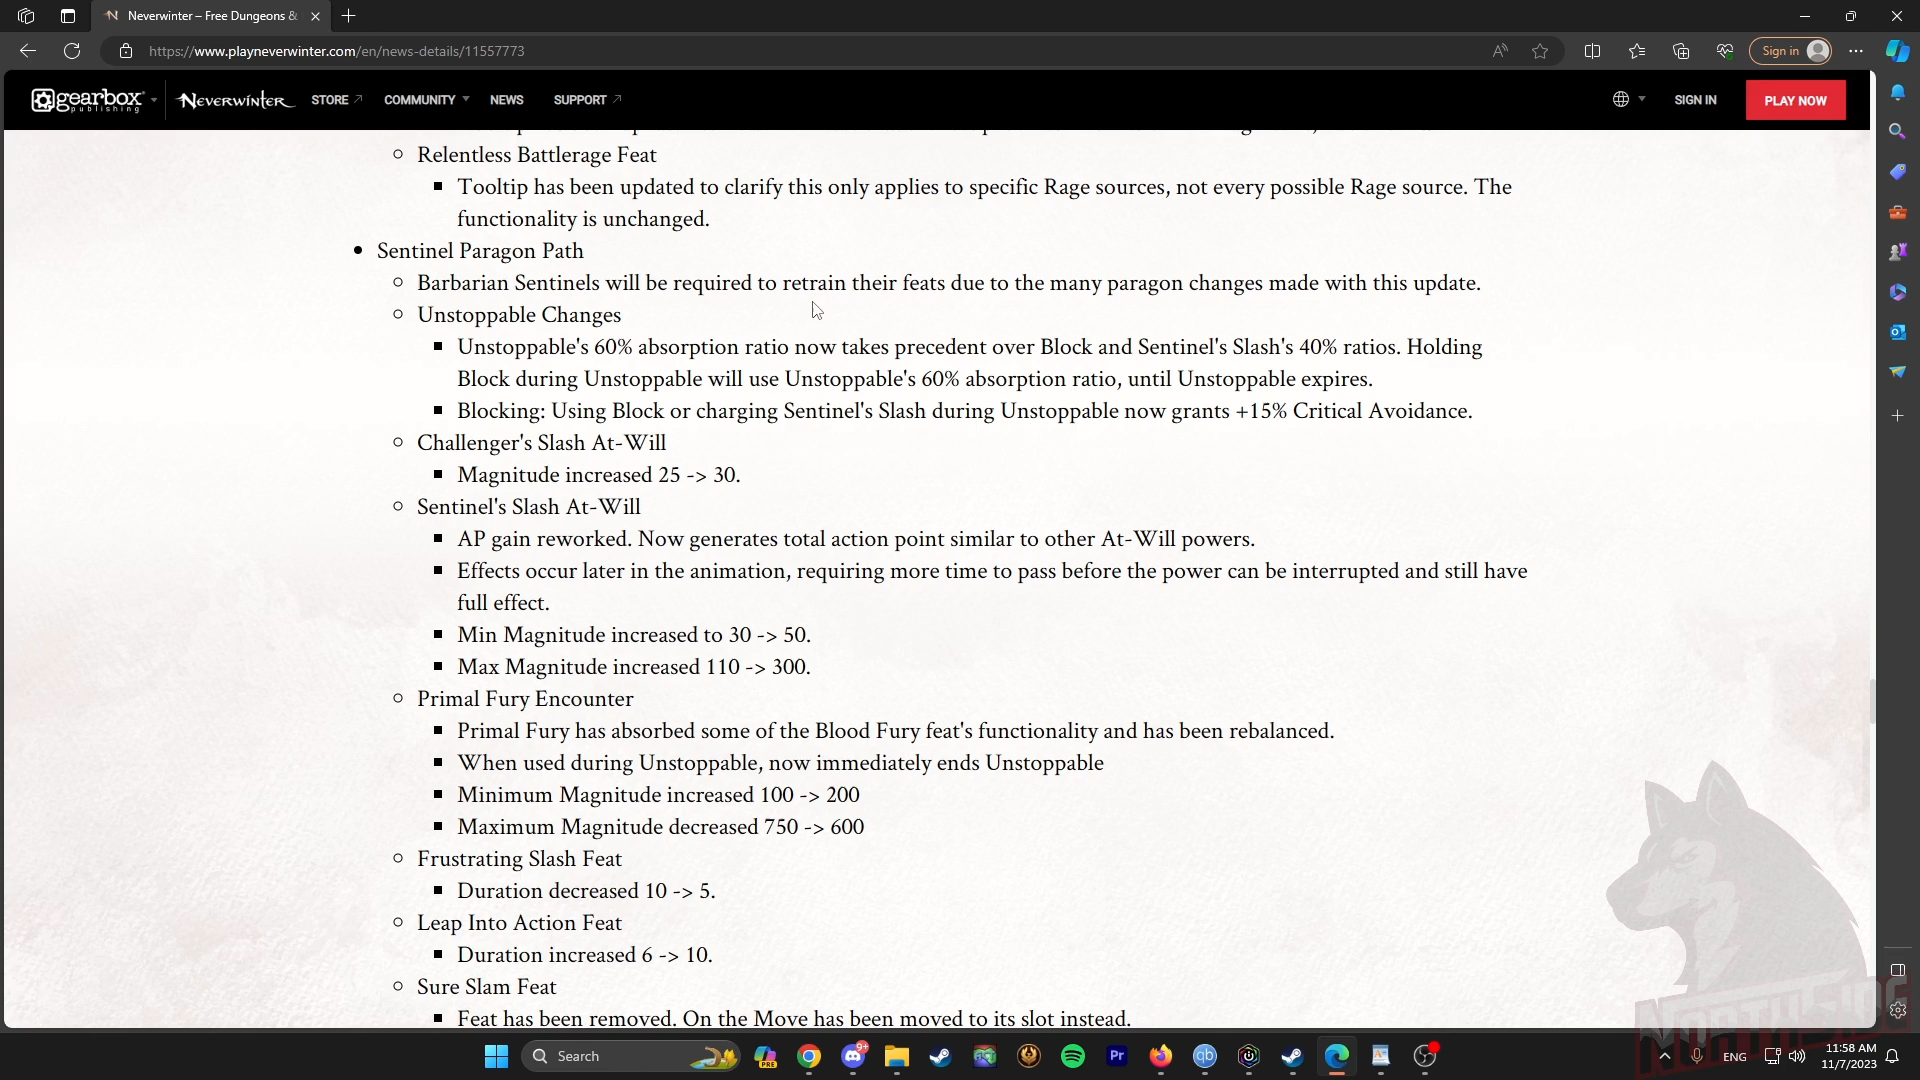 Neverwinter – Free Dungeons &
https://www.playneverwinter.com/en/news-details/11557773
Sign in
gearbox publishing NEVERWINTER STORE COMMUNITY NEWS SUPPORT SIGN IN PLAY NOW
Relentless Battlerage Feat
Tooltip has been updated to clarify this only applies to specific Rage sources, not every possible Rage source. The
functionality is unchanged.
Sentinel Paragon Path
Barbarian Sentinels will be required to retrain their feats due to the many paragon changes made with this update.
Unstoppable Changes
Unstoppable's 60% absorption ratio now takes precedent over Block and Sentinel's Slash's 40% ratios. Holding
Block during Unstoppable will use Unstoppable's 60% absorption ratio, until Unstoppable expires.
Blocking: Using Block or charging Sentinel's Slash during Unstoppable now grants +15% Critical Avoidance.
Challenger's Slash At-Will
Magnitude increased 25 -> 30.
Sentinel's Slash At-Will
AP gain reworked. Now generates total action point similar to other At-Will powers.
Effects occur later in the animation, requiring more time to pass before the power can be interrupted and still have
full effect.
Min Magnitude increased to 30 -> 50.
Max Magnitude increased 110 -> 300.
Primal Fury Encounter
Primal Fury has absorbed some of the Blood Fury feat's functionality and has been rebalanced.
When used during Unstoppable, now immediately ends Unstoppable
Minimum Magnitude increased 100 -> 200
Maximum Magnitude decreased 750 -> 600
Frustrating Slash Feat
Duration decreased 10 -> 5.
Leap Into Action Feat
Duration increased 6 -> 10.
Sure Slam Feat
Feat has been removed. On the Move has been moved to its slot instead.
NORTHSIDE
Search
PRE
9+
Pr
qb
ENG
11:58 AM
11/7/2023